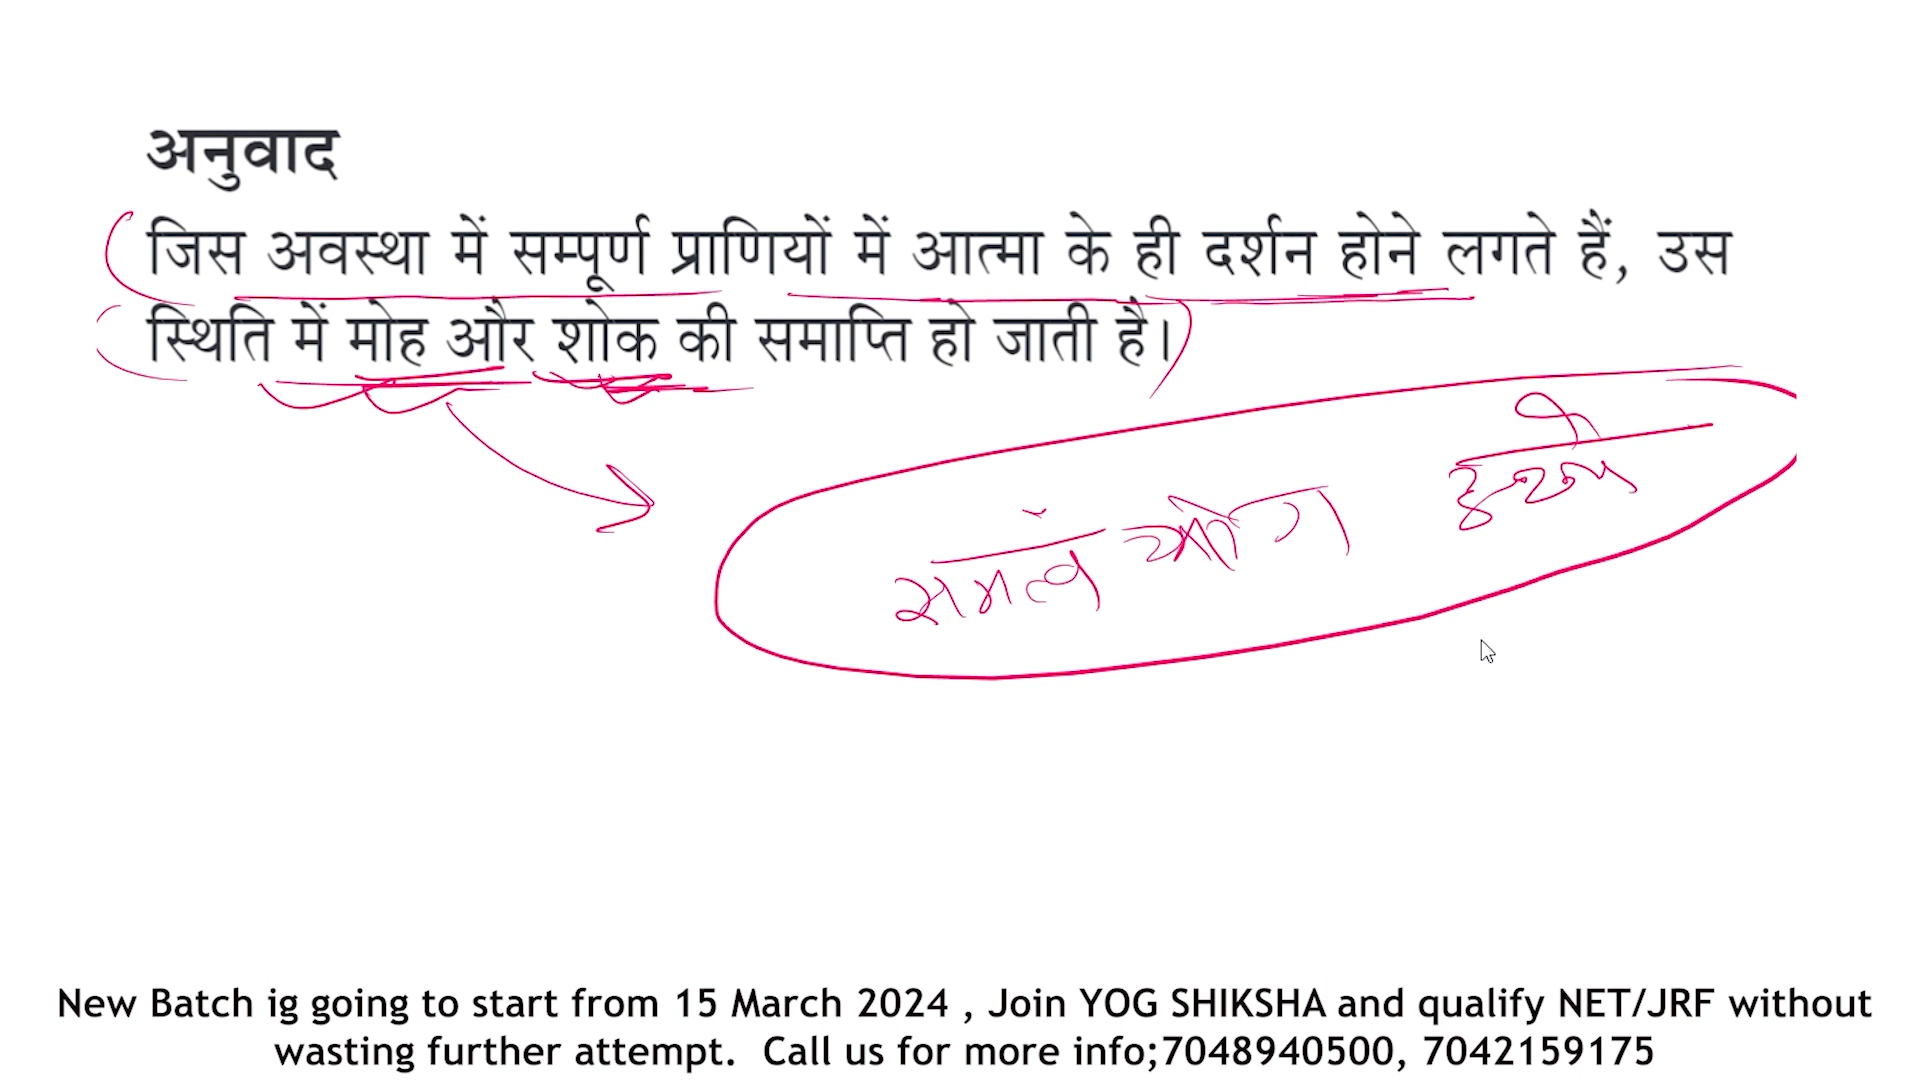 अनुवाद
जिस अवस्था में सम्पूर्ण प्राणियों में आत्मा के ही दर्शन होने लगते हैं, उस
स्थिति में मोह और शोक की समाप्ति हो जाती है।
समत्वं योग
New Batch ig going to start from 15 March 2024 , Join YOG SHIKSHA and qualify NET/JRF without
wasting further attempt. Call us for more info;7048940500, 7042159175